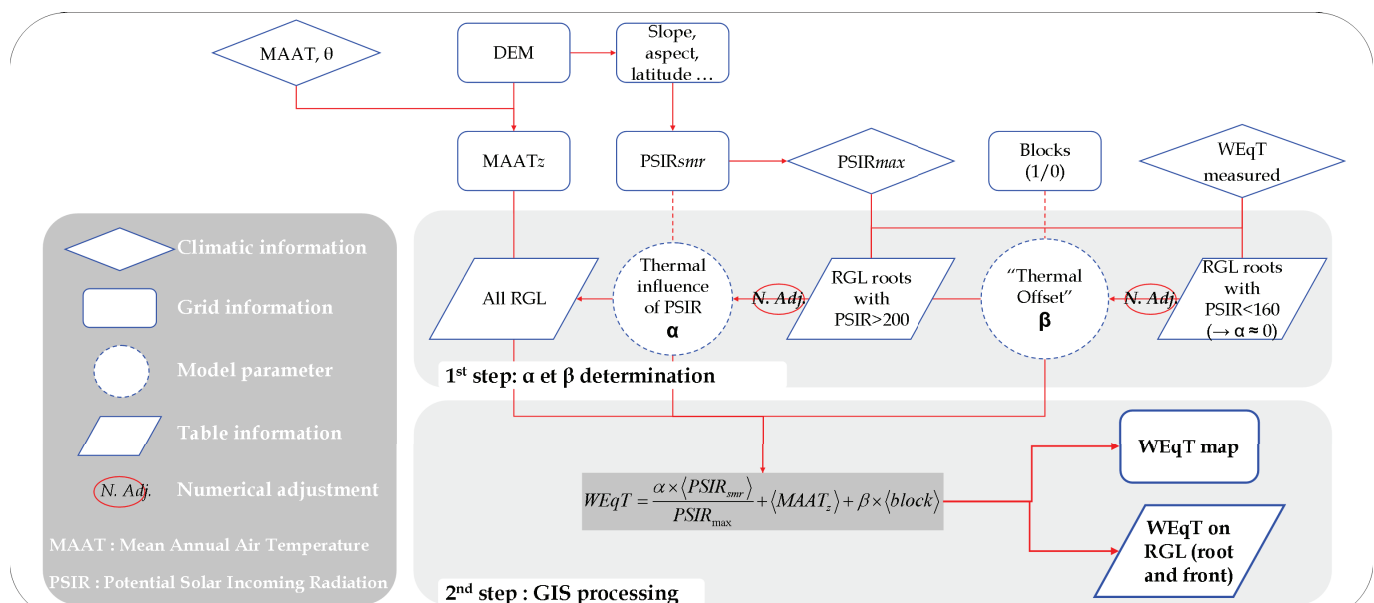 MAAT, θ
DEM
Slope,
aspect,
latitude …
MAATz
PSIRsmr
PSIRmax
Blocks
(1/0)
WEqT
measured
Climatic information
Grid information
Model parameter
Table information
N. Adj.
Numerical adjustment
MAAT : Mean Annual Air Temperature
PSIR : Potential Solar Incoming Radiation
All RGL
Thermal
influence
of PSIR
α
N. Adj.
RGL roots
with
PSIR>200
“Thermal
Offset”
β
N. Adj.
RGL roots
with
PSIR<160
(→ α ≈ 0)
1st step: α et β determination
WEqT = α × ⟨PSIRsmr⟩ / PSIRmax + ⟨MAATz⟩ + β × ⟨block⟩
WEqT map
WEqT on
RGL (root
and front)
2nd step : GIS processing